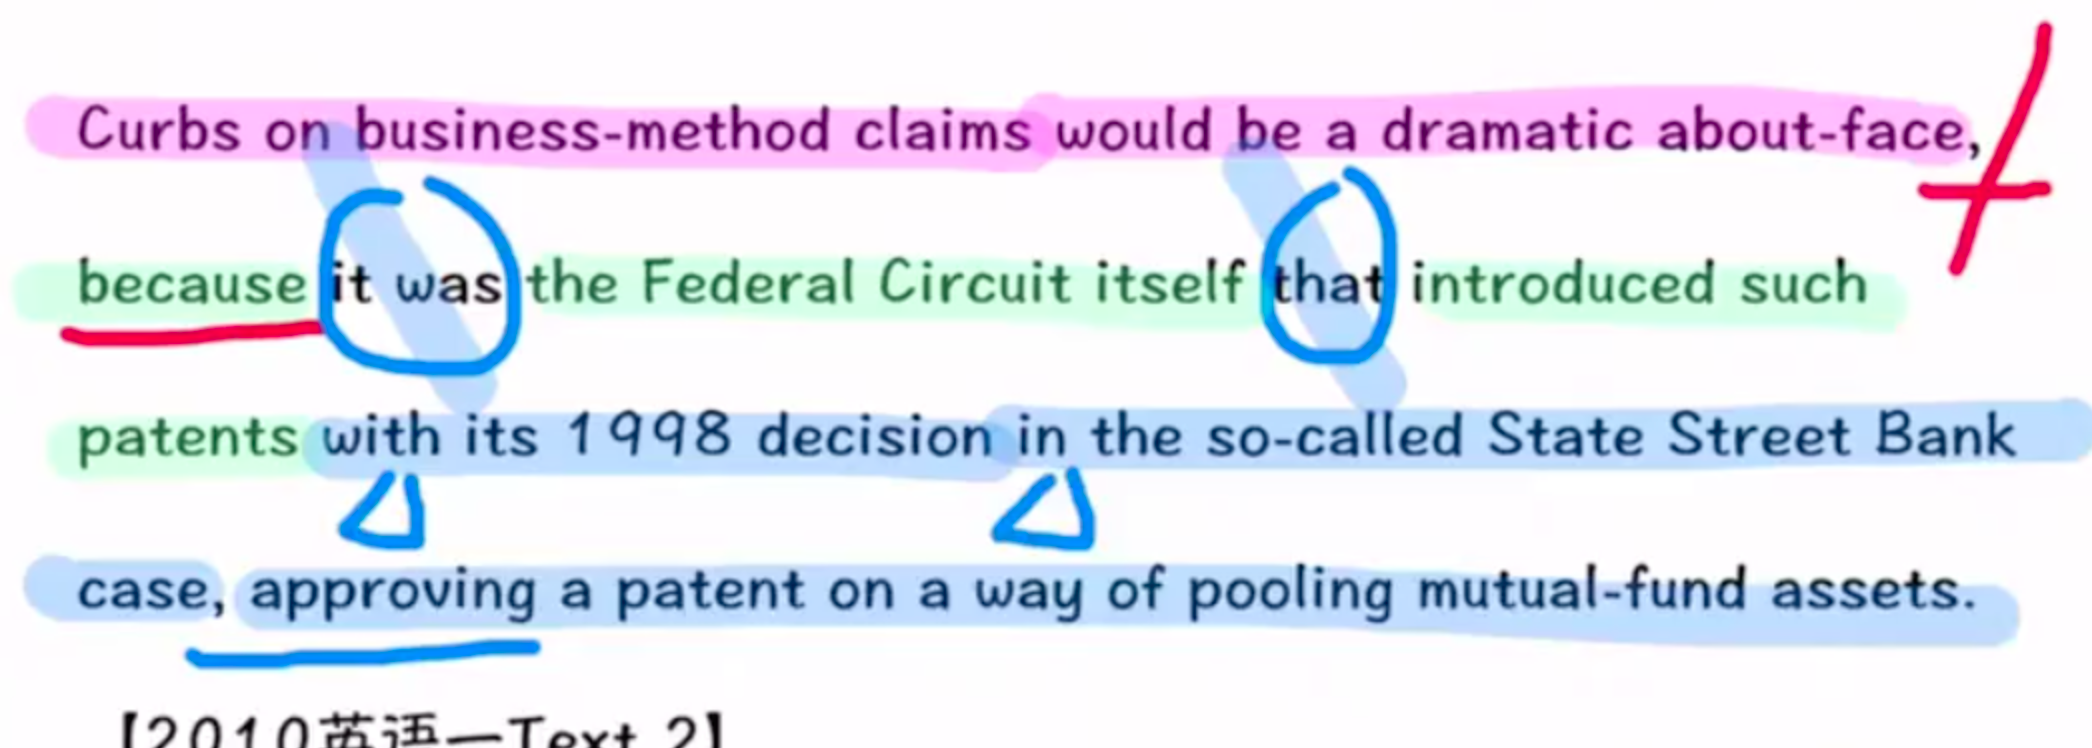 Curbs on business-method claims would be a dramatic about-face,
because it was the Federal Circuit itself that introduced such
patents with its 1998 decision in the so-called State Street Bank
case, approving a patent on a way of pooling mutual-fund assets.
【2010英语一Text 2】